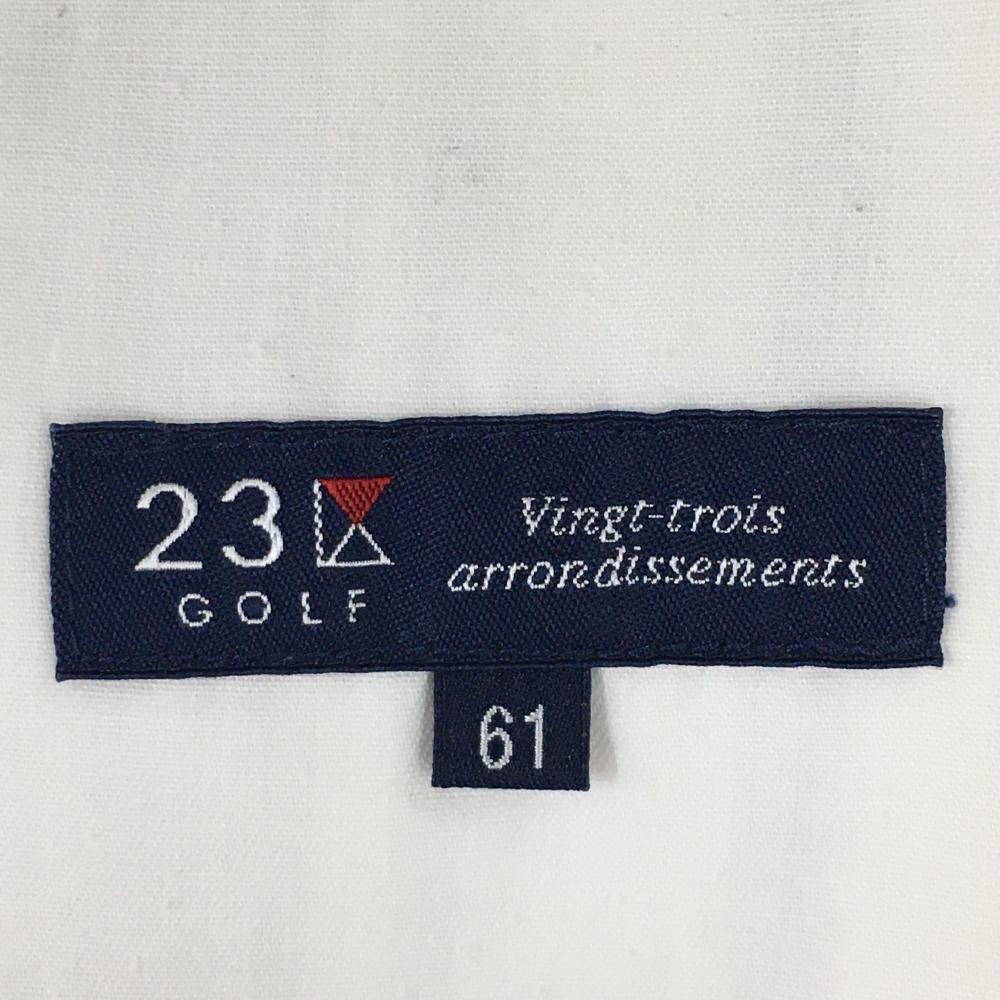 23
GOLF
Vingt-trois
arrondissements
61